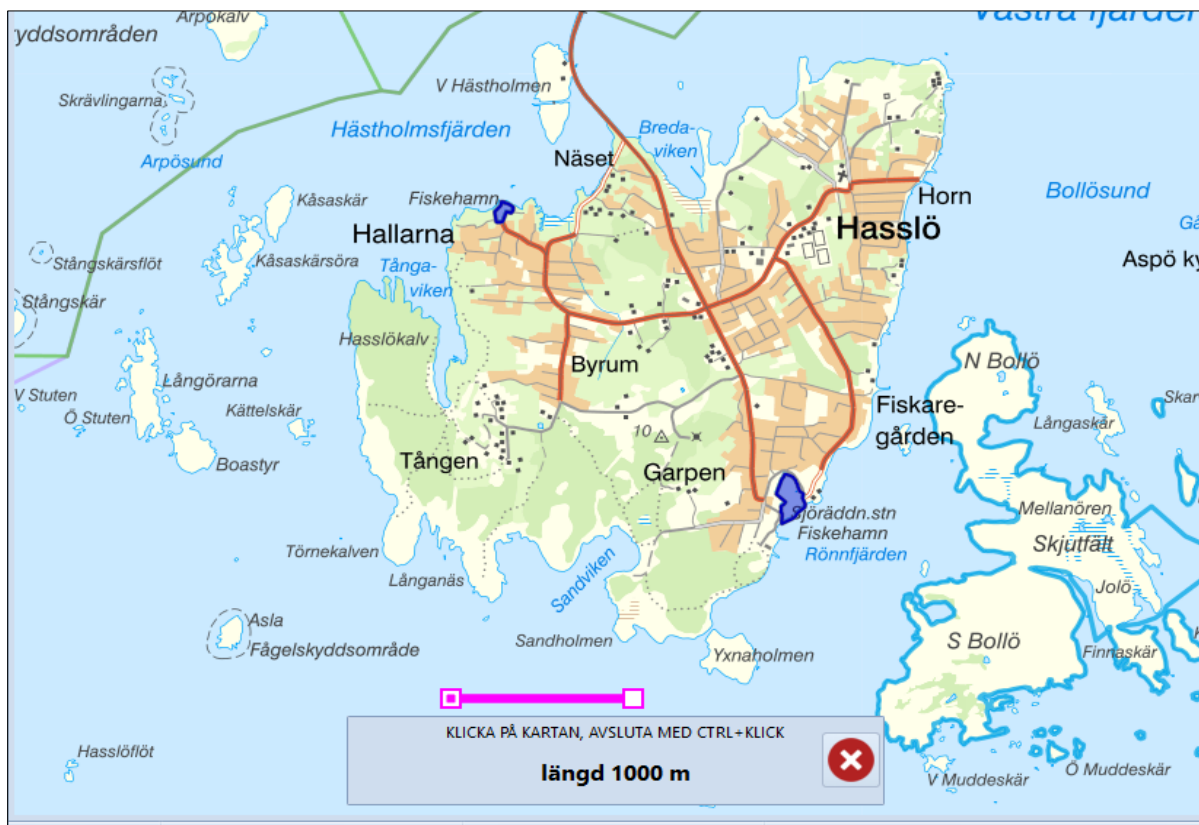 Arpökalv
Västra fjärden
yddsområden
V Hästholmen
Skrävlingarna
Hästholmsfjärden
Breda-
viken
Arpösund
Näset
Kåsaskär
Fiskehamn
Horn
Bollösund
Hallarna
Hasslö
Stångskärsflöt
Kåsaskärsöra
Tånga-
viken
Aspö ky
Stångskär
Hasslökalv
Byrum
N Bollö
Långörarna
V Stuten
Ö Stuten
Kättelskär
Fiskare-
gården
Skar
Långaskär
10
Boastyr
Tången
Garpen
Mellanören
Sjöräddn.stn
Fiskehamn
Skjutfält
Rönnfjärden
Törnekalven
Långanäs
Sandviken
Jolö
Asla
Fågelskyddsområde
Sandholmen
Yxnaholmen
S Bollö
Finnaskär
KLICKA PÅ KARTAN, AVSLUTA MED CTRL+KLICK
längd 1000 m
Hasslöflöt
V Muddeskär
Ö Muddeskär